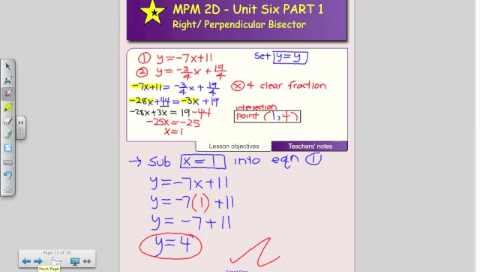 MPM 2D - Unit Six PART 1
Right/ Perpendicular Bisector
① y = -7x+11 Set y = y
② y = -3/4 x + 19/4
-7x+11 = -3/4 x + 19/4 ⓧ 4 clear fraction
-28x+44 = -3x +19
-28x+3x = 19-44 intersection
-25x = -25 point (1,4)
x = 1
Lesson objectives Teachers' notes
→ Sub x = 1 into eqn ①
y = -7x+11
y = -7(1) +11
y = -7+11
y = 4
Next Page